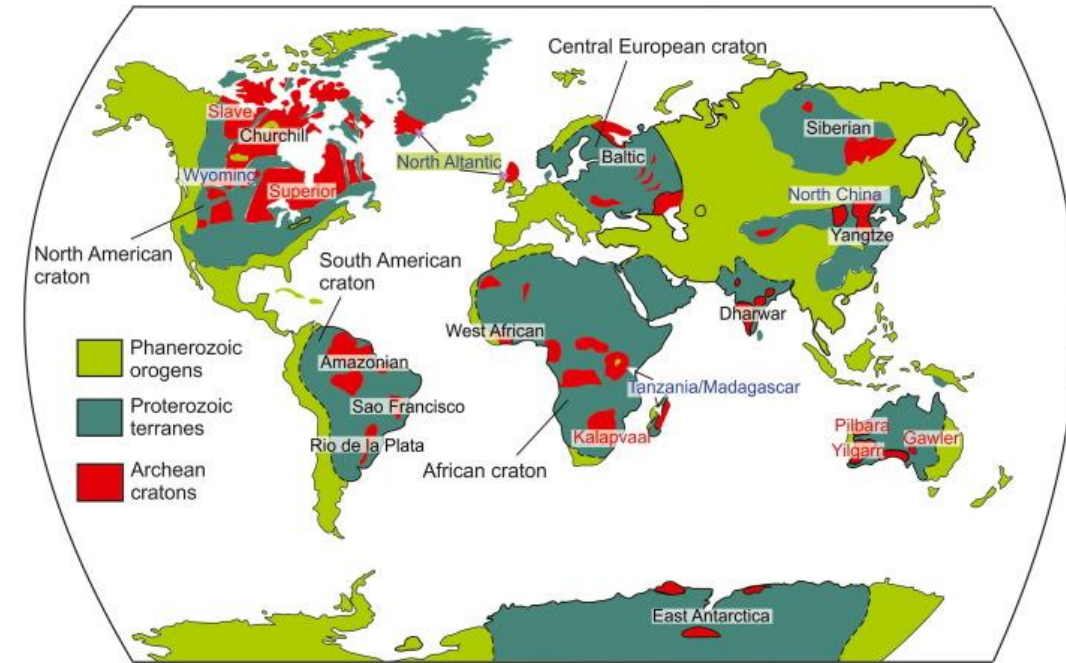 Central European craton
Slave
Churchill
Siberian
North Altantic
Baltic
Wyoming
Superior
North China
Yangtze
North American
craton
South American
craton
Dharwar
West African
Phanerozoic
orogens
Amazonian
Tanzania/Madagascar
Proterozoic
terranes
Sao Francisco
Pilbara
Kalapvaal
Gawler
Rio de la Plata
Yilgarn
African craton
Archean
cratons
East Antarctica